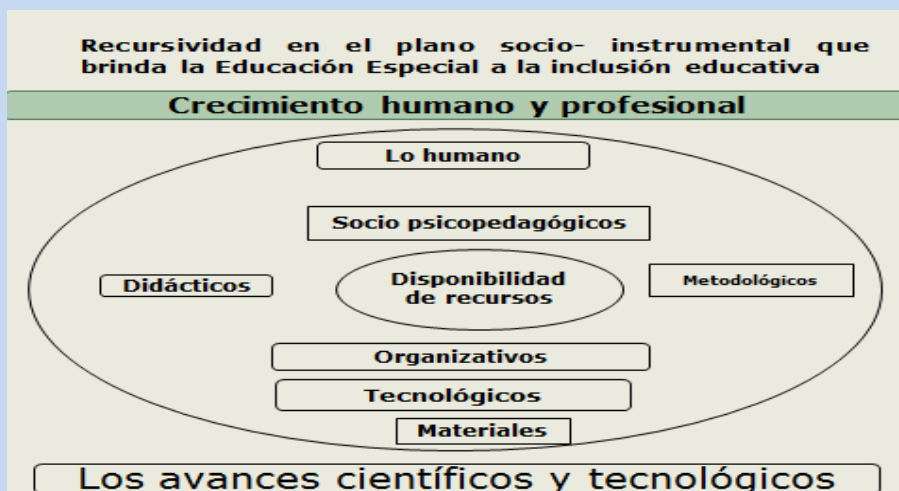 Recursividad en el plano socio- instrumental que
brinda la Educación Especial a la inclusión educativa
Crecimiento humano y profesional
Lo humano
Socio psicopedagógicos
Didácticos
Disponibilidad
de recursos
Metodológicos
Organizativos
Tecnológicos
Materiales
Los avances científicos y tecnológicos